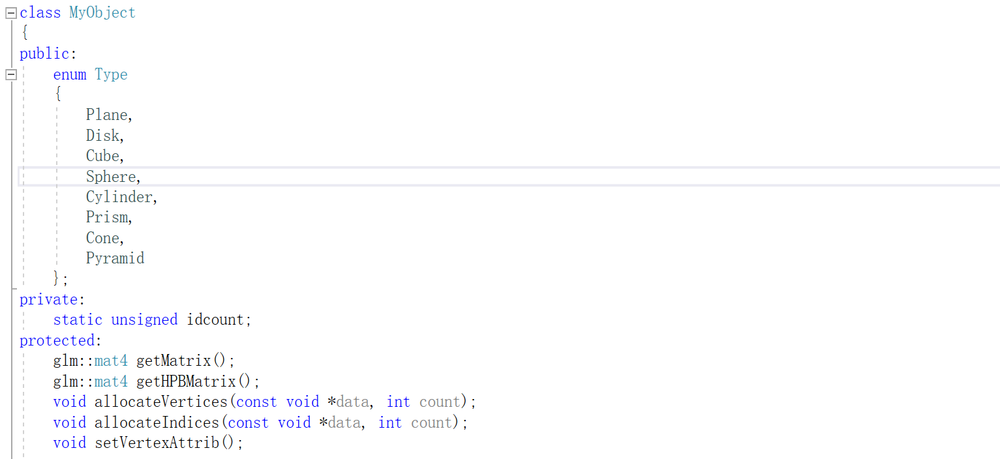 class MyObject
{
public:
    enum Type
    {
        Plane,
        Disk,
        Cube,
        Sphere,
        Cylinder,
        Prism,
        Cone,
        Pyramid
    };
private:
    static unsigned idcount;
protected:
    glm::mat4 getMatrix();
    glm::mat4 getHPBMatrix();
    void allocateVertices(const void *data, int count);
    void allocateIndices(const void *data, int count);
    void setVertexAttrib();